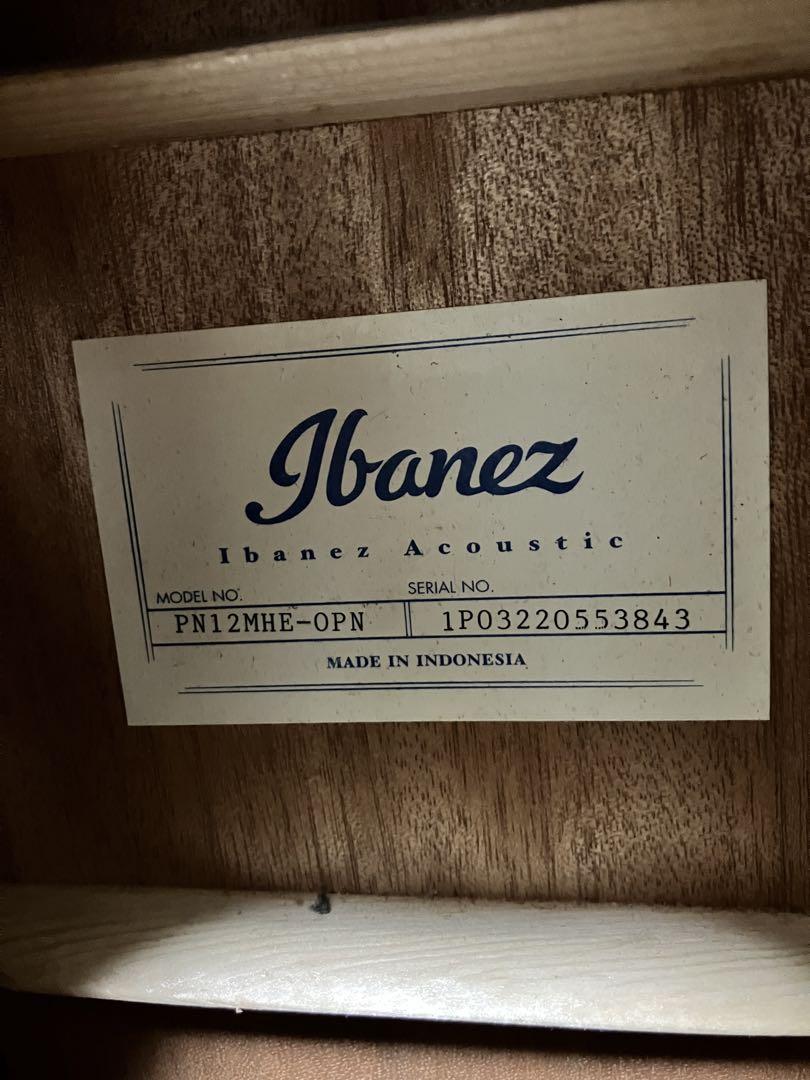 Ibanez
Ibanez Acoustic
MODEL NO. SERIAL NO.
PN12MHE-OPN 1P03220553843
MADE IN INDONESIA